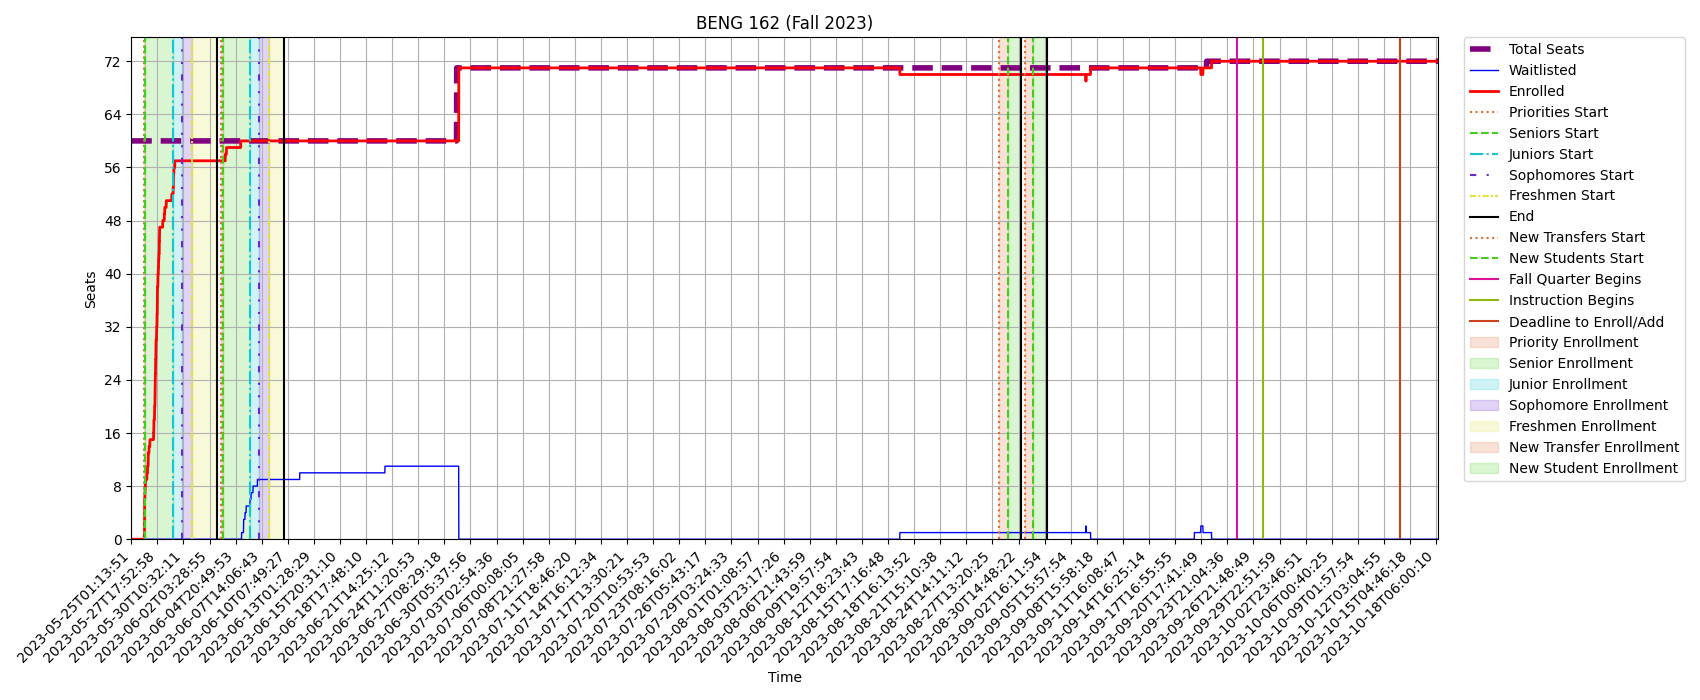 BENG 162 (Fall 2023)
Seats
72
64
56
48
40
32
24
16
8
0
2023-05-25T01:13:51
2023-05-27T17:52:58
2023-05-30T10:32:11
2023-06-02T03:28:55
2023-06-04T20:49:53
2023-06-07T14:06:43
2023-06-10T07:49:27
2023-06-13T01:28:29
2023-06-15T20:31:10
2023-06-18T17:48:10
2023-06-21T14:25:12
2023-06-24T11:20:53
2023-06-27T08:29:18
2023-06-30T05:37:56
2023-07-03T02:54:36
2023-07-06T00:08:05
2023-07-08T21:27:58
2023-07-11T18:46:20
2023-07-14T16:12:34
2023-07-17T13:30:21
2023-07-20T10:53:53
2023-07-23T08:16:02
2023-07-26T05:43:17
2023-07-29T03:24:33
2023-08-01T01:08:57
2023-08-03T23:17:26
2023-08-06T21:43:59
2023-08-09T19:57:54
2023-08-12T18:23:43
2023-08-15T17:16:48
2023-08-18T16:13:52
2023-08-21T15:10:38
2023-08-24T14:11:12
2023-08-27T13:20:25
2023-08-30T14:48:22
2023-09-02T16:11:54
2023-09-05T15:57:54
2023-09-08T15:58:18
2023-09-11T16:08:47
2023-09-14T16:25:14
2023-09-17T16:55:55
2023-09-20T17:41:49
2023-09-23T21:04:36
2023-09-26T21:48:49
2023-09-29T22:51:59
2023-10-02T23:46:51
2023-10-06T00:40:25
2023-10-09T01:57:54
2023-10-12T03:04:55
2023-10-15T04:46:18
2023-10-18T06:00:10
Time
Total Seats
Waitlisted
Enrolled
Priorities Start
Seniors Start
Juniors Start
Sophomores Start
Freshmen Start
End
New Transfers Start
New Students Start
Fall Quarter Begins
Instruction Begins
Deadline to Enroll/Add
Priority Enrollment
Senior Enrollment
Junior Enrollment
Sophomore Enrollment
Freshmen Enrollment
New Transfer Enrollment
New Student Enrollment